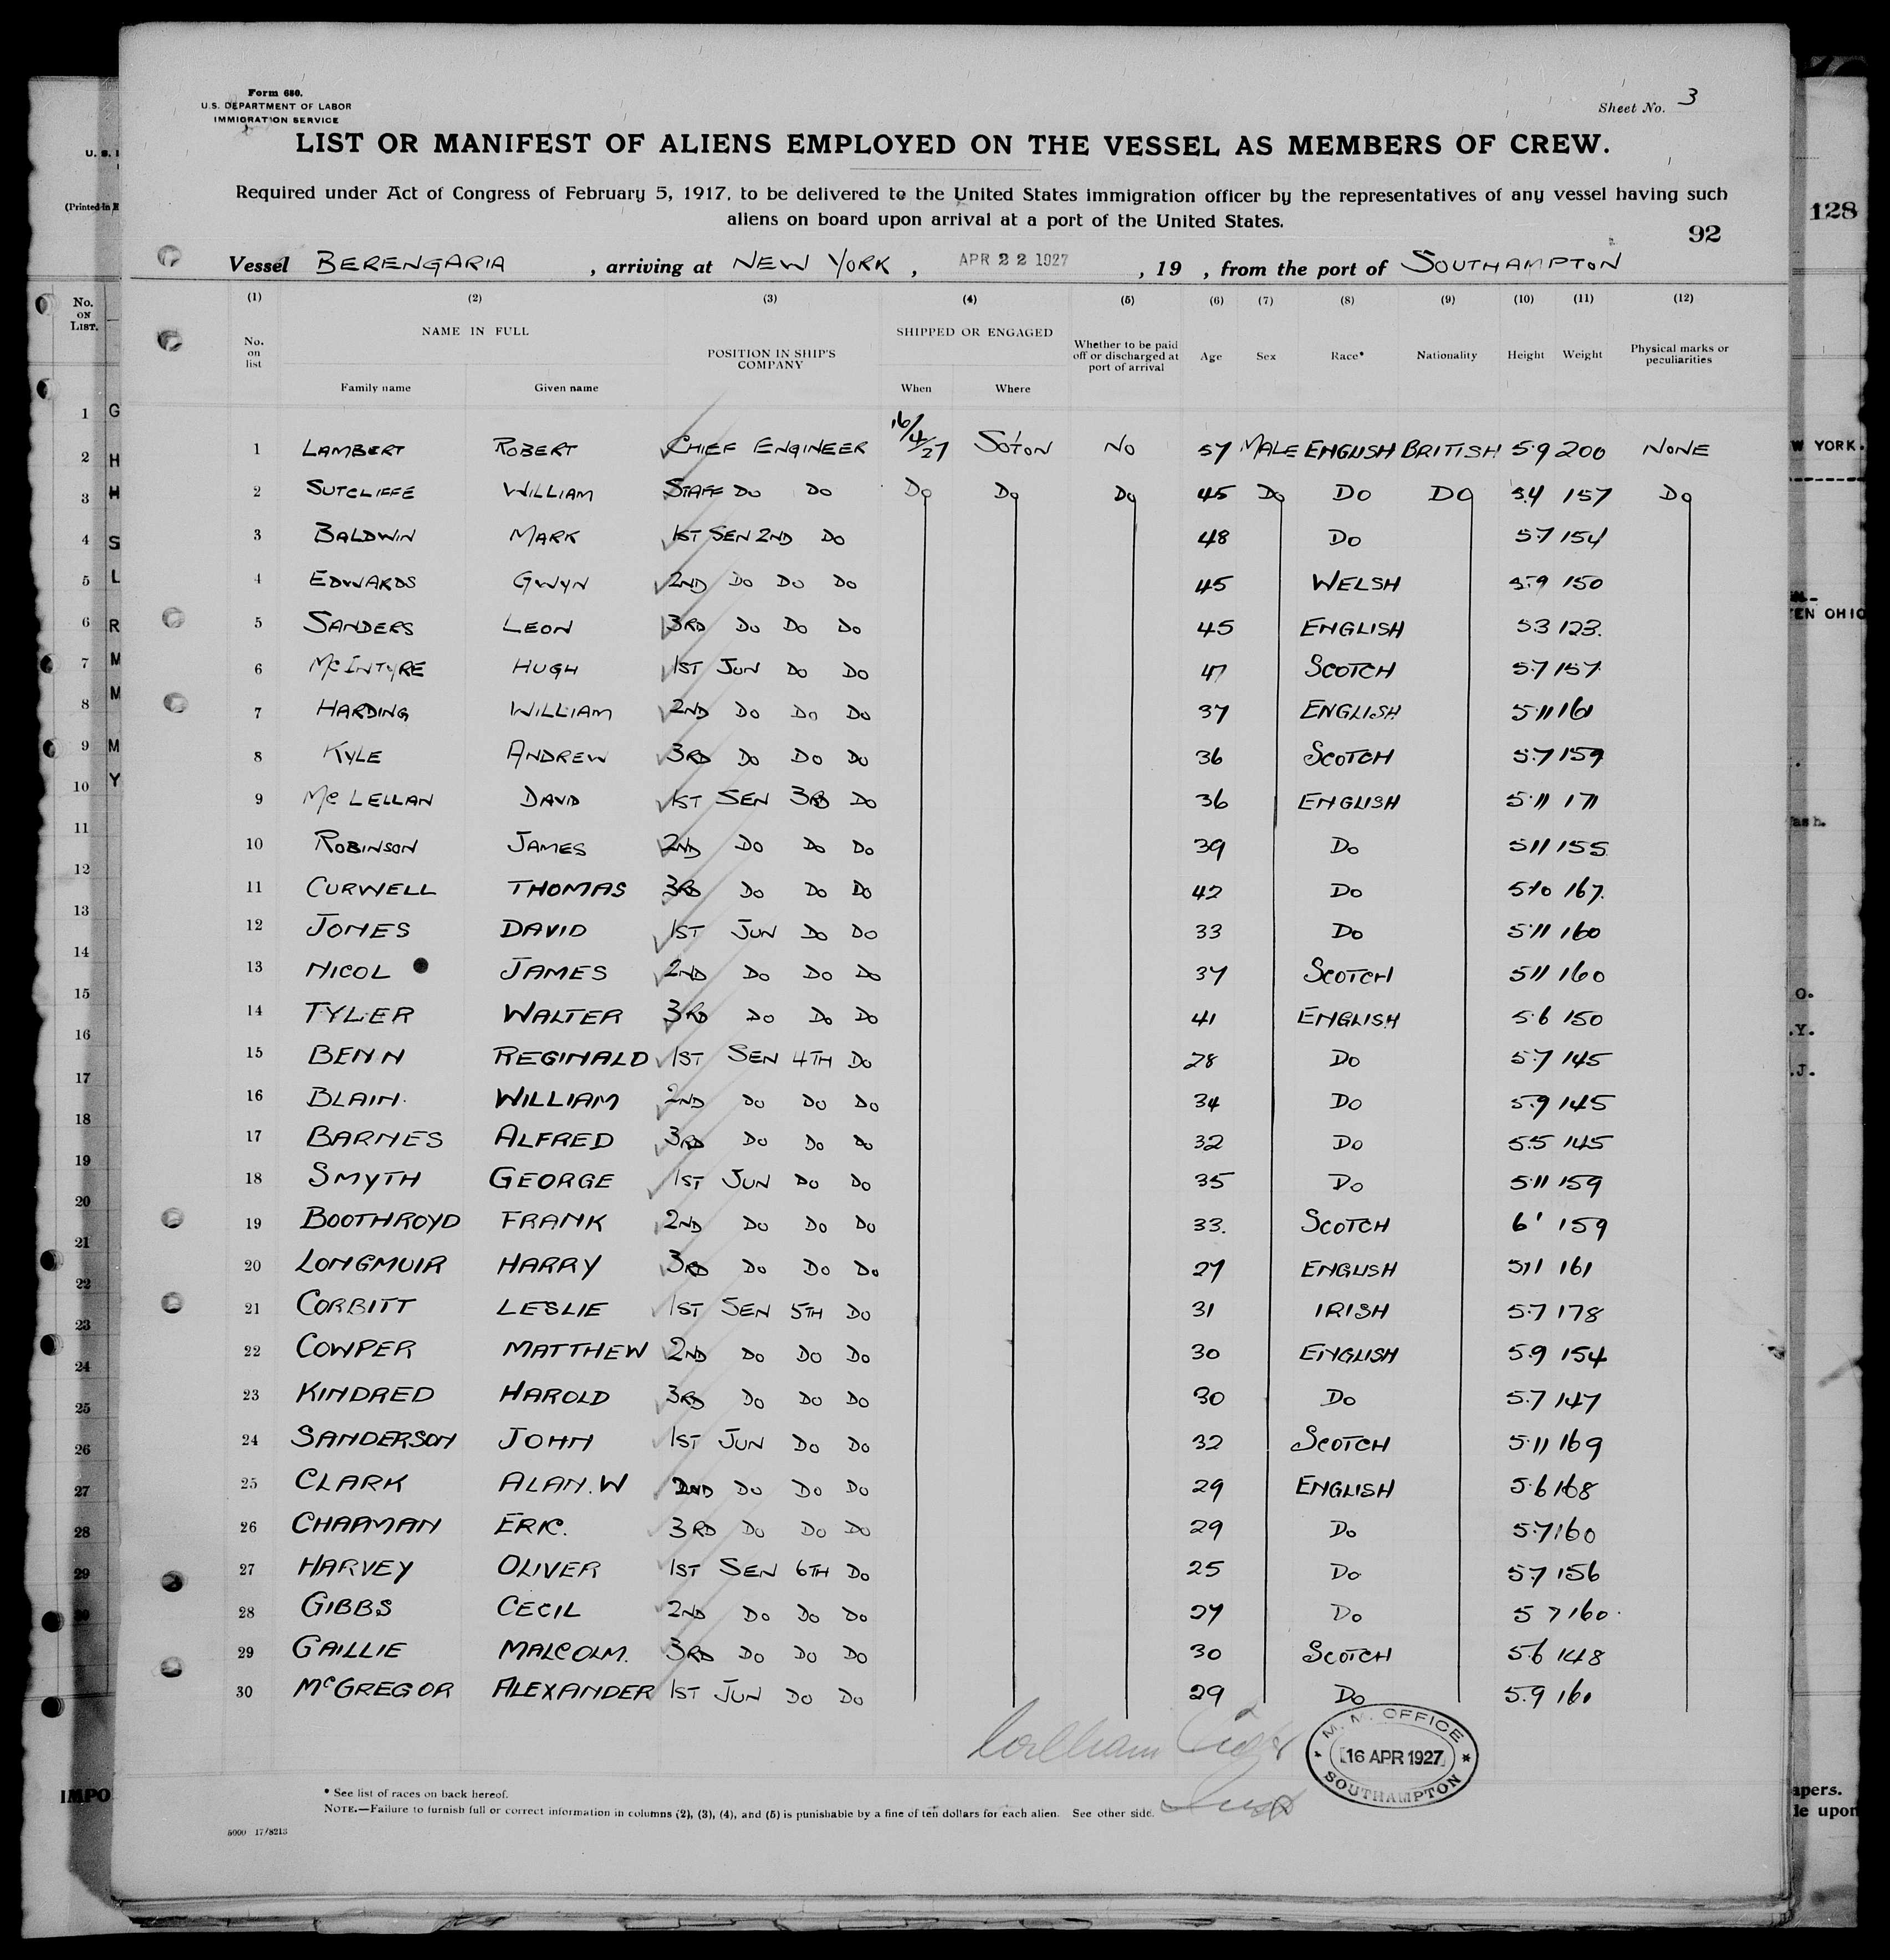 Form 680.
U.S. DEPARTMENT OF LABOR
IMMIGRATION SERVICE
Sheet No. 3
LIST OR MANIFEST OF ALIENS EMPLOYED ON THE VESSEL AS MEMBERS OF CREW.
Required under Act of Congress of February 5, 1917, to be delivered to the United States immigration officer by the representatives of any vessel having such
aliens on board upon arrival at a port of the United States.
92
128
Vessel BERENGARIA, arriving at NEW YORK, APR 22 1927, 19 , from the port of SOUTHAMPTON
(1) (2) (3) (4) (5) (6) (7) (8) (9) (10) (11) (12)
No. on list NAME IN FULL POSITION IN SHIP'S COMPANY SHIPPED OR ENGAGED Whether to be paid off or discharged at port of arrival Age Sex Race* Nationality Height Weight Physical marks or peculiarities
Family name Given name When Where
1 LAMBERT ROBERT CHIEF ENGINEER 16/4/27 SO'TON NO 57 MALE ENGLISH BRITISH 5·9 200 NONE
2 SUTCLIFFE WILLIAM STAFF DO DO DO DO DO 45 DO DO DO 5.4 157 DO
3 BALDWIN MARK 1ST SEN 2ND DO 48 DO 5·7 154
4 EDWARDS GWYN 2ND DO DO DO 45 WELSH 5·9 150
5 SANDERS LEON 3RD DO DO DO 45 ENGLISH 5·3 123.
6 McINTYRE HUGH 1ST JUN DO DO 47 SCOTCH 5·7 157
7 HARDING WILLIAM 2ND DO DO DO 37 ENGLISH 5·11 161
8 KYLE ANDREW 3RD DO DO DO 36 SCOTCH 5·7 159
9 McLELLAN DAVID 1ST SEN 3RD DO 36 ENGLISH 5·11 171
10 ROBINSON JAMES 2ND DO DO DO 39 DO 5 11 155
11 CURWELL THOMAS 3RD DO DO DO 42 DO 5·10 167.
12 JONES DAVID 1ST JUN DO DO 33 DO 5·11 160
13 NICOL JAMES 2ND DO DO DO 37 SCOTCH 5 11 160
14 TYLER WALTER 3RD DO DO DO 41 ENGLISH 5·6 150
15 BENN REGINALD 1ST SEN 4TH DO 28 DO 5·7 145
16 BLAIN. WILLIAM 2ND DO DO DO 34 DO 5·9 145
17 BARNES ALFRED 3RD DO DO DO 32 DO 5·5 145
18 SMYTH GEORGE 1ST JUN DO DO 35 DO 5·11 159
19 BOOTHROYD FRANK 2ND DO DO DO 33. SCOTCH 6' 159
20 LONGMUIR HARRY 3RD DO DO DO 27 ENGLISH 5 11 161
21 CORBITT LESLIE 1ST SEN 5TH DO 31 IRISH 5·7 178
22 COWPER MATTHEW 2ND DO DO DO 30 ENGLISH 5·9 154
23 KINDRED HAROLD 3RD DO DO DO 30 DO 5·7 147
24 SANDERSON JOHN 1ST JUN DO DO 32 SCOTCH 5·11 169
25 CLARK ALAN. W 2ND DO DO DO 29 ENGLISH 5·6 168
26 CHAPMAN ERIC. 3RD DO DO DO 29 DO 5·7 160
27 HARVEY OLIVER 1ST SEN 6TH DO 25 DO 5·7 156
28 GIBBS CECIL 2ND DO DO DO 27 DO 5 7 160.
29 GAILLIE MALCOLM. 3RD DO DO DO 30 SCOTCH 5·6 148
30 McGREGOR ALEXANDER 1ST JUN DO DO 29 DO 5·9 161
William
M. M. OFFICE
16 APR 1927
SOUTHAMPTON
* See list of races on back hereof.
NOTE.—Failure to furnish full or correct information in columns (2), (3), (4), and (5) is punishable by a fine of ten dollars for each alien. See other side.
5000 17/8213